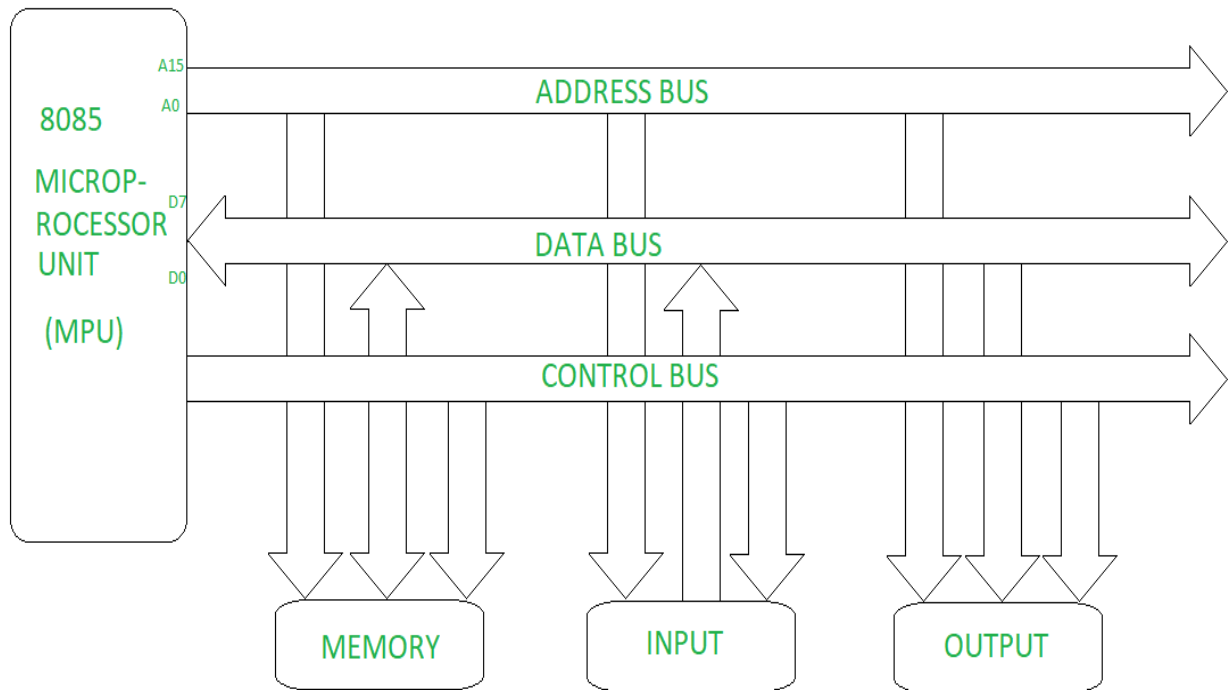 A15
ADDRESS BUS
A0
8085
MICROP-
D7
ROCESSOR
DATA BUS
UNIT
D0
(MPU)
CONTROL BUS
MEMORY
INPUT
OUTPUT